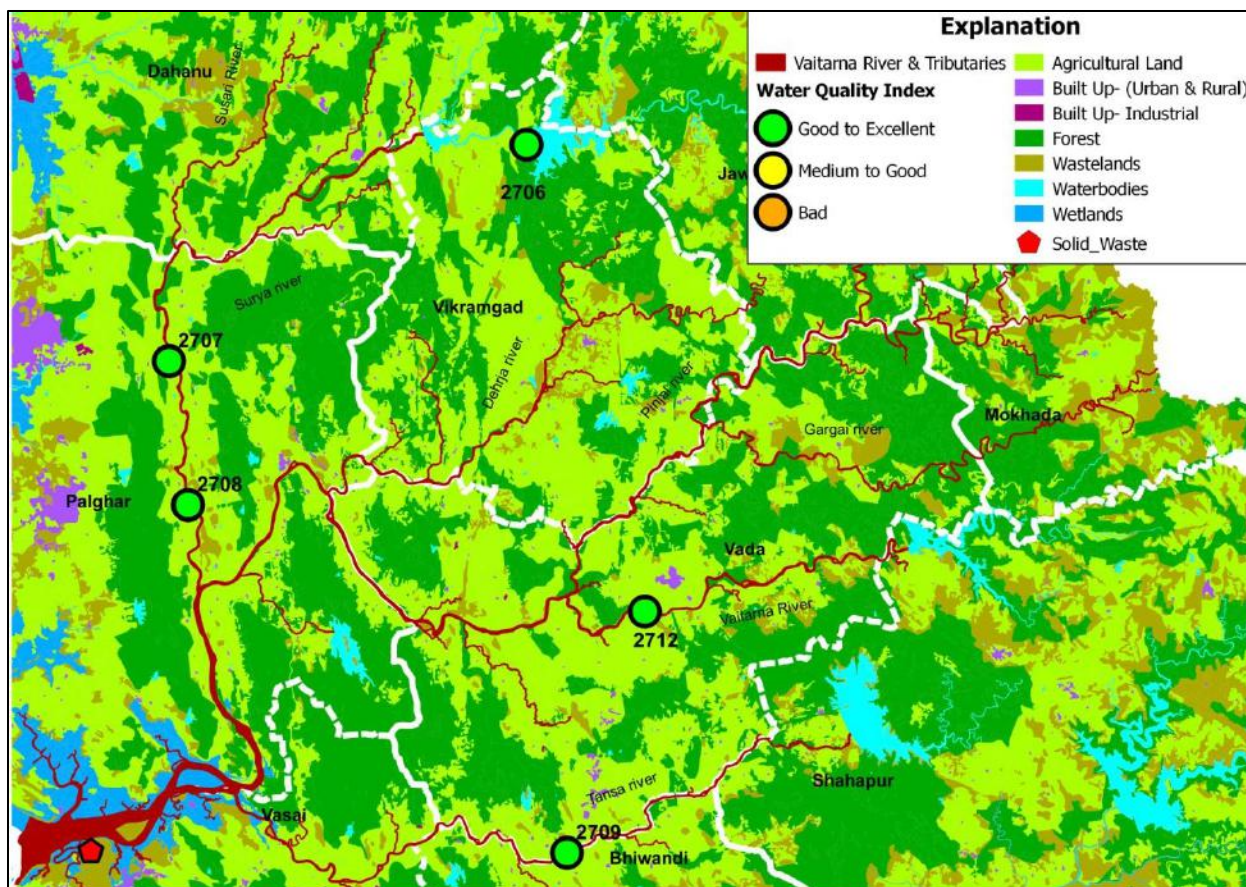 Explanation
Vaitarna River & Tributaries
Water Quality Index
Good to Excellent
Medium to Good
Bad
Agricultural Land
Built Up- (Urban & Rural)
Built Up- Industrial
Forest
Wastelands
Waterbodies
Wetlands
Solid_Waste
Dahanu
Susari River
2706
Jaw
Surya river
Vikramgad
2707
Dehrja river
Pinjal river
Gargai river
Mokhada
Palghar
2708
Vada
Vaitarna River
2712
Shahapur
Tansa river
Vasai
2709
Bhiwandi